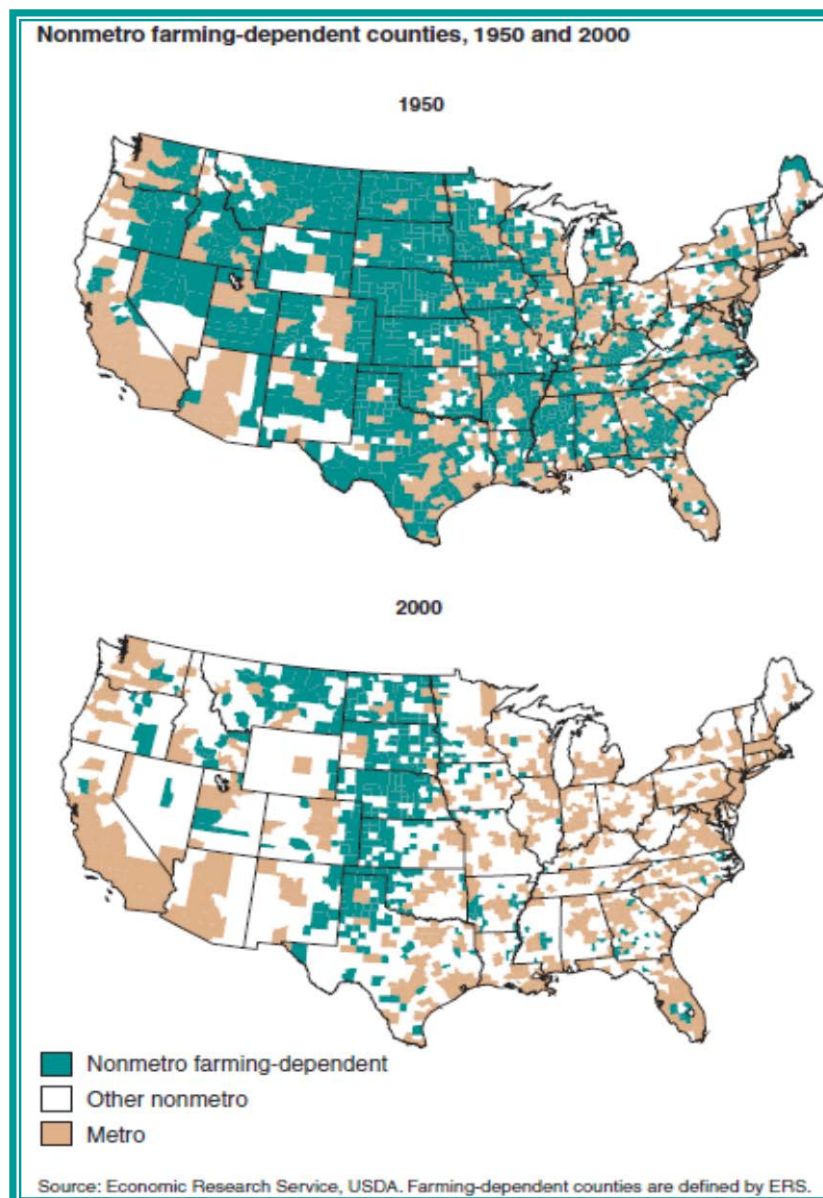 Nonmetro farming-dependent counties, 1950 and 2000
1950
2000
Nonmetro farming-dependent
Other nonmetro
Metro
Source: Economic Research Service, USDA. Farming-dependent counties are defined by ERS.